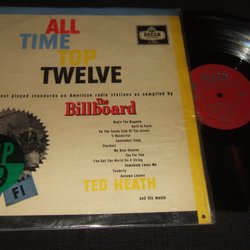 ALL
TIME
TOP
TWELVE
DECCA
most played standards on American radio stations as compiled by
The
Billboard
Begin The Beguine
April In Paris
On The Sunny Side Of The Street
'S Wonderful
September Song
Stardust
My Blue Heaven
Tea For Two
I've Got The World On A String
Somebody Loves Me
Tenderly
Autumn Leaves
TED HEATH
and his music
FI